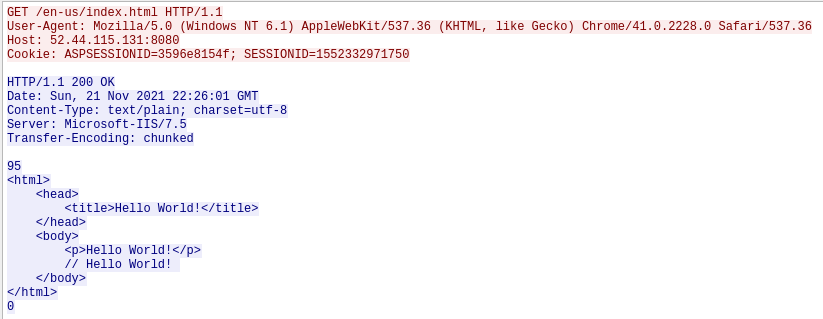 GET /en-us/index.html HTTP/1.1
User-Agent: Mozilla/5.0 (Windows NT 6.1) AppleWebKit/537.36 (KHTML, like Gecko) Chrome/41.0.2228.0 Safari/537.36
Host: 52.44.115.131:8080
Cookie: ASPSESSIONID=3596e8154f; SESSIONID=1552332971750

HTTP/1.1 200 OK
Date: Sun, 21 Nov 2021 22:26:01 GMT
Content-Type: text/plain; charset=utf-8
Server: Microsoft-IIS/7.5
Transfer-Encoding: chunked

95
<html>
    <head>
        <title>Hello World!</title>
    </head>
    <body>
        <p>Hello World!</p>
        // Hello World!
    </body>
</html>
0